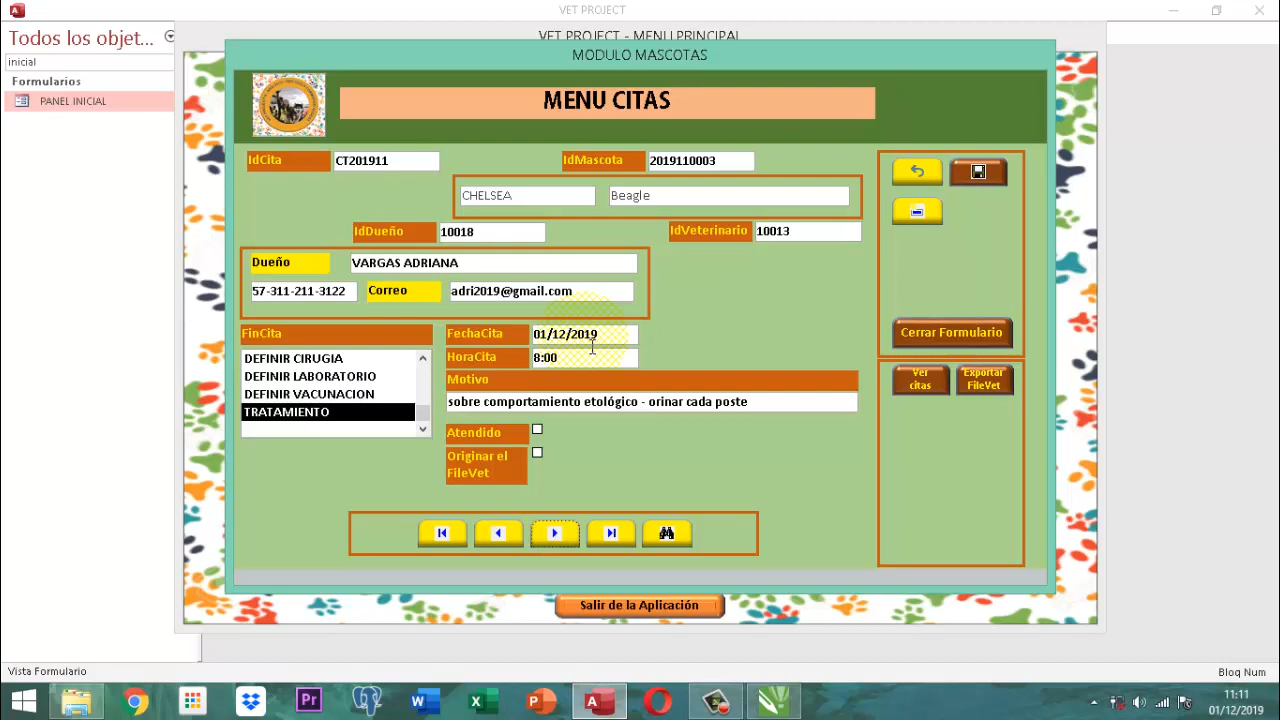 VET PROJECT
Todos los objet...
VET PROJECT - MENU PRINCIPAL
MODULO MASCOTAS
inicial
Formularios
PANEL INICIAL
MENU CITAS
IdCita CT201911 IdMascota 2019110003
CHELSEA Beagle
IdDueño 10018 IdVeterinario 10013
Dueño VARGAS ADRIANA
57-311-211-3122 Correo adri2019@gmail.com
FinCita FechaCita 01/12/2019
DEFINIR CIRUGIA HoraCita 8:00
DEFINIR LABORATORIO
DEFINIR VACUNACION
TRATAMIENTO
Motivo
sobre comportamiento etológico - orinar cada poste
Atendido
Originar el
FileVet
Cerrar Formulario
Ver
citas
Exportar
FileVet
Salir de la Aplicación
Vista Formulario
Bloq Num
Pr
11:11
01/12/2019